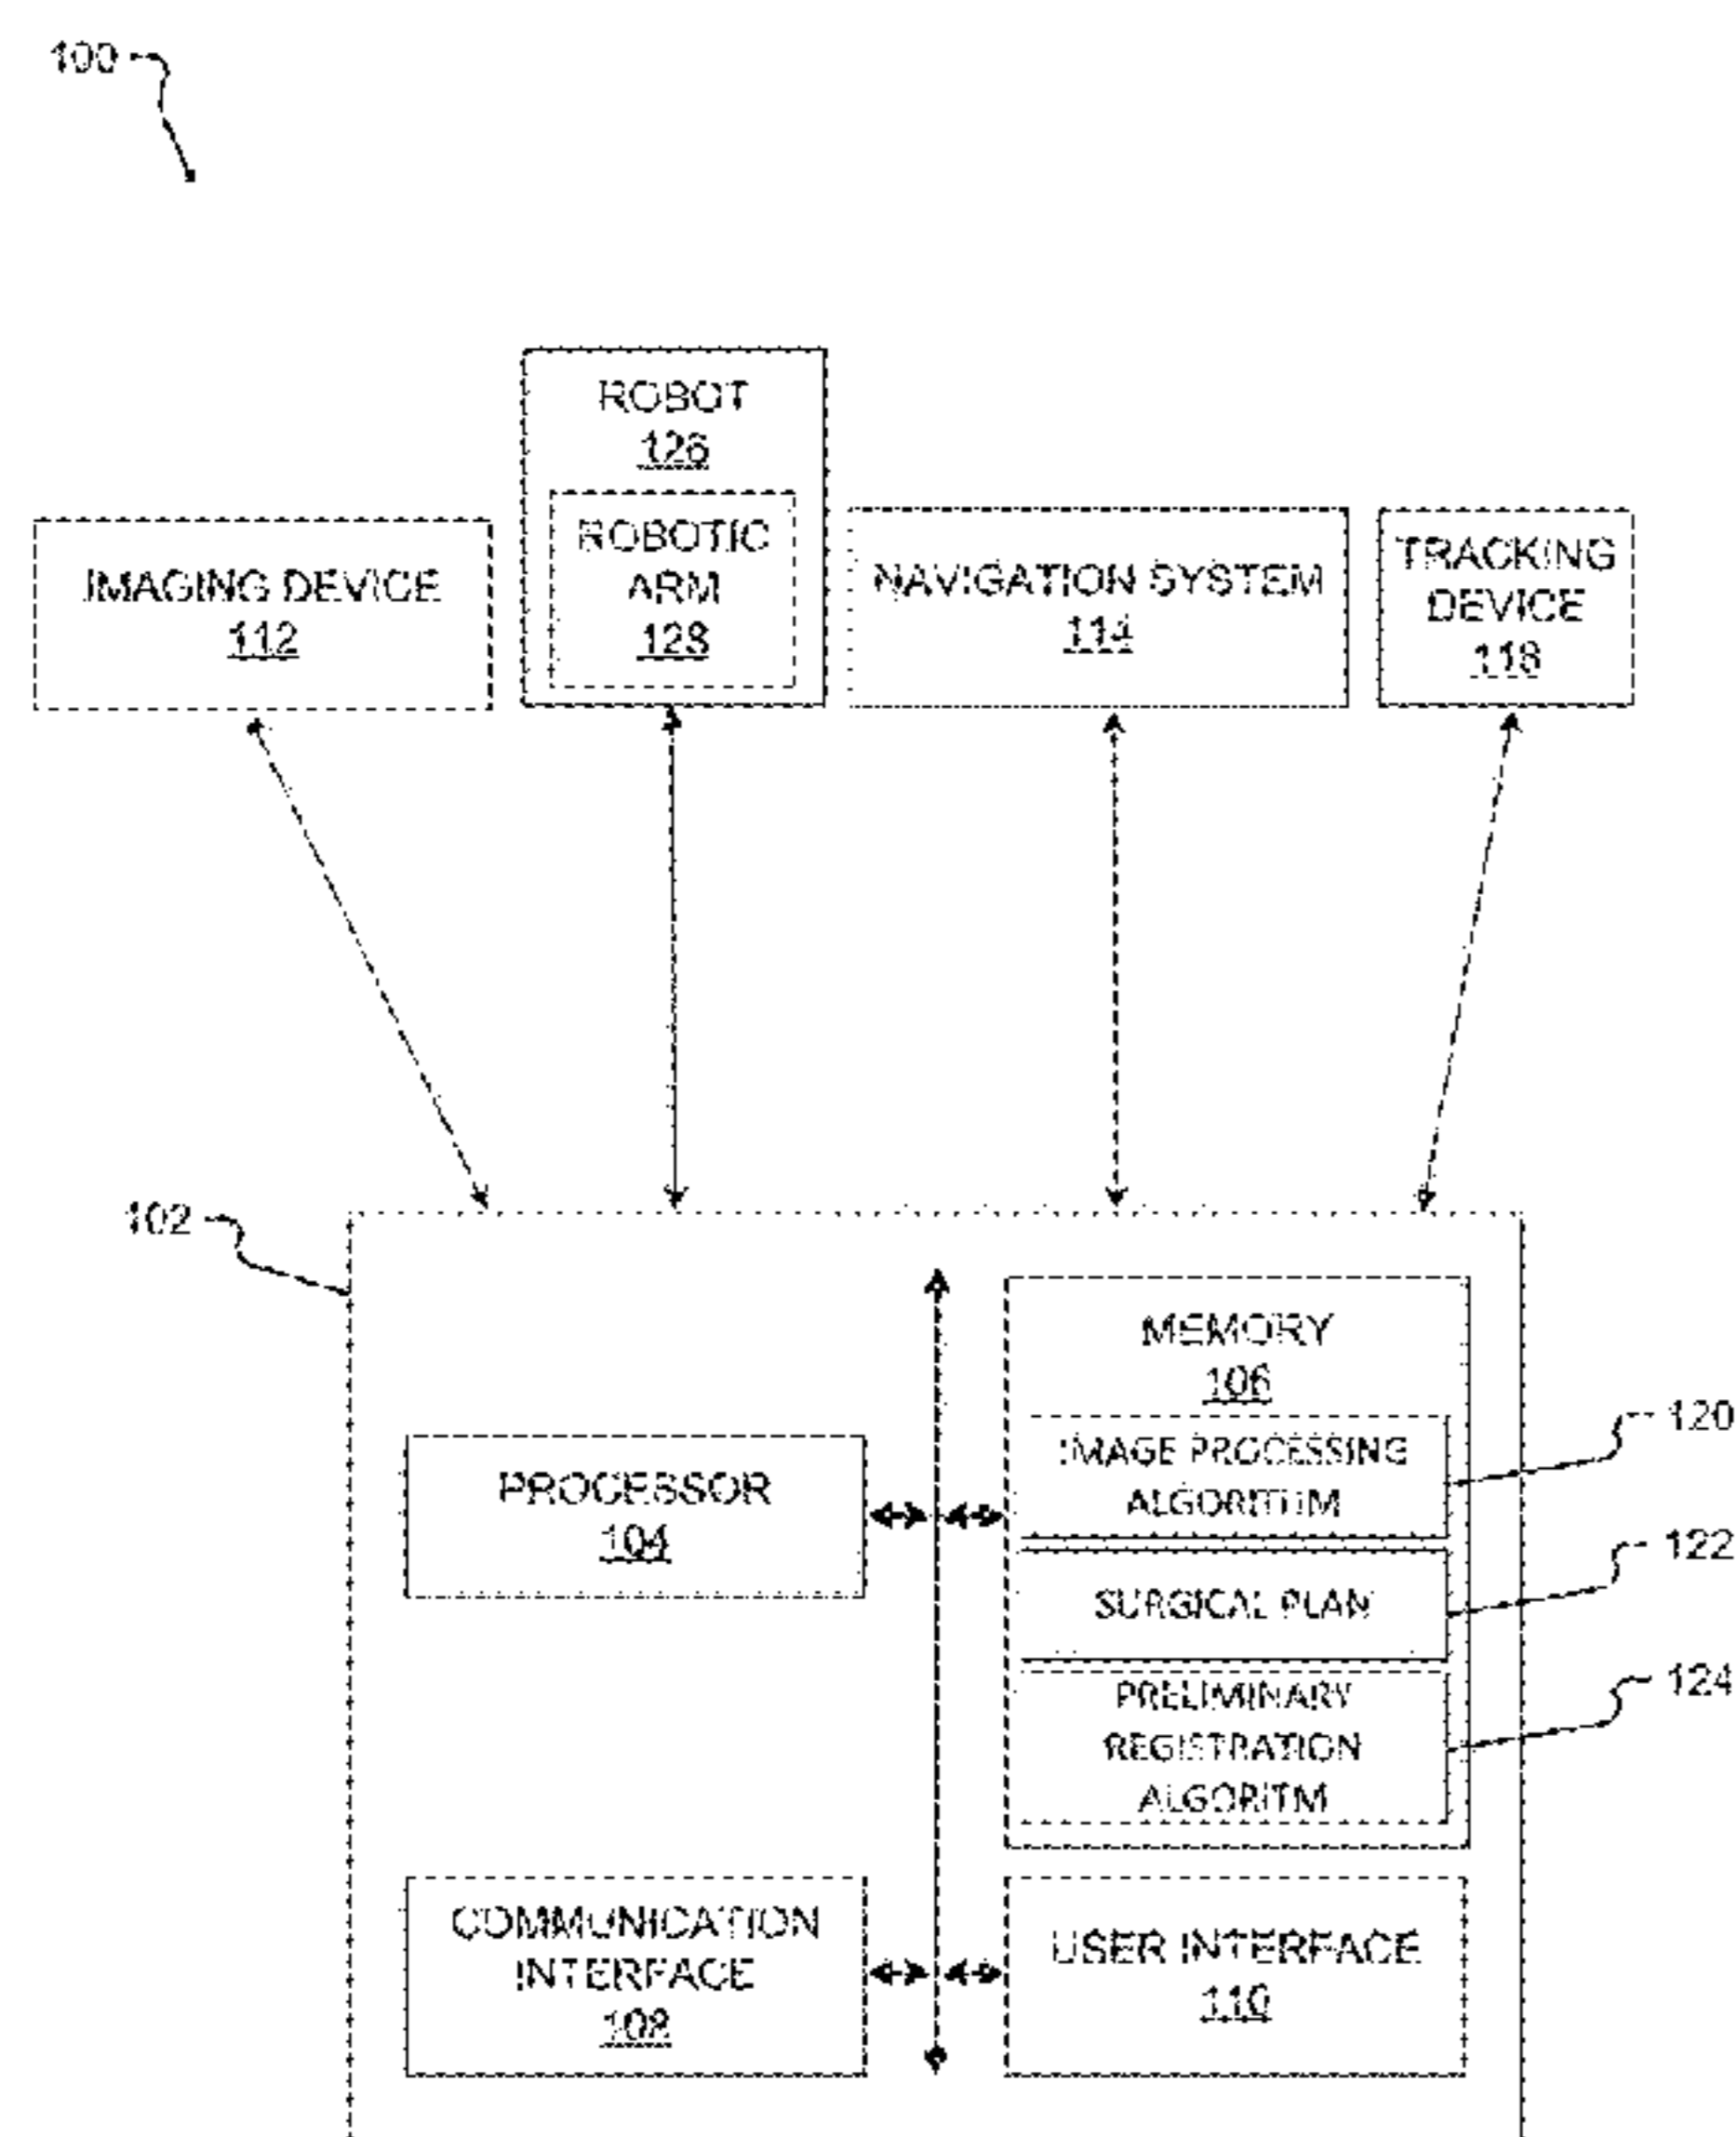 100
ROBOT
126
ROBOTIC
ARM
128
IMAGING DEVICE
112
NAVIGATION SYSTEM
114
TRACKING
DEVICE
118
102
MEMORY
106
IMAGE PROCESSING
ALGORITHM
120
PROCESSOR
104
SURGICAL PLAN
122
PRELIMINARY
REGISTRATION
ALGORITM
124
COMMUNICATION
INTERFACE
108
USER INTERFACE
110